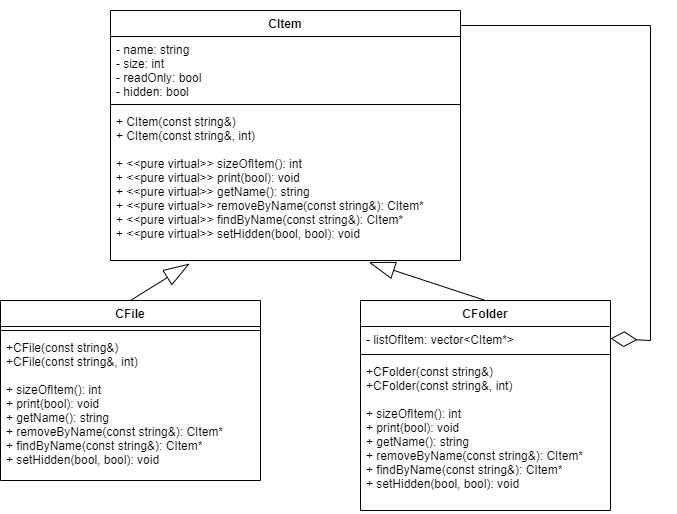 CItem
- name: string
- size: int
- readOnly: bool
- hidden: bool
+ CItem(const string&)
+ CItem(const string&, int)
+ <<pure virtual>> sizeOfItem(): int
+ <<pure virtual>> print(bool): void
+ <<pure virtual>> getName(): string
+ <<pure virtual>> removeByName(const string&): CItem*
+ <<pure virtual>> findByName(const string&): CItem*
+ <<pure virtual>> setHidden(bool, bool): void
CFile
+CFile(const string&)
+CFile(const string&, int)
+ sizeOfItem(): int
+ print(bool): void
+ getName(): string
+ removeByName(const string&): CItem*
+ findByName(const string&): CItem*
+ setHidden(bool, bool): void
CFolder
- listOfItem: vector<CItem*>
+CFolder(const string&)
+CFolder(const string&, int)
+ sizeOfItem(): int
+ print(bool): void
+ getName(): string
+ removeByName(const string&): CItem*
+ findByName(const string&): CItem*
+ setHidden(bool, bool): void